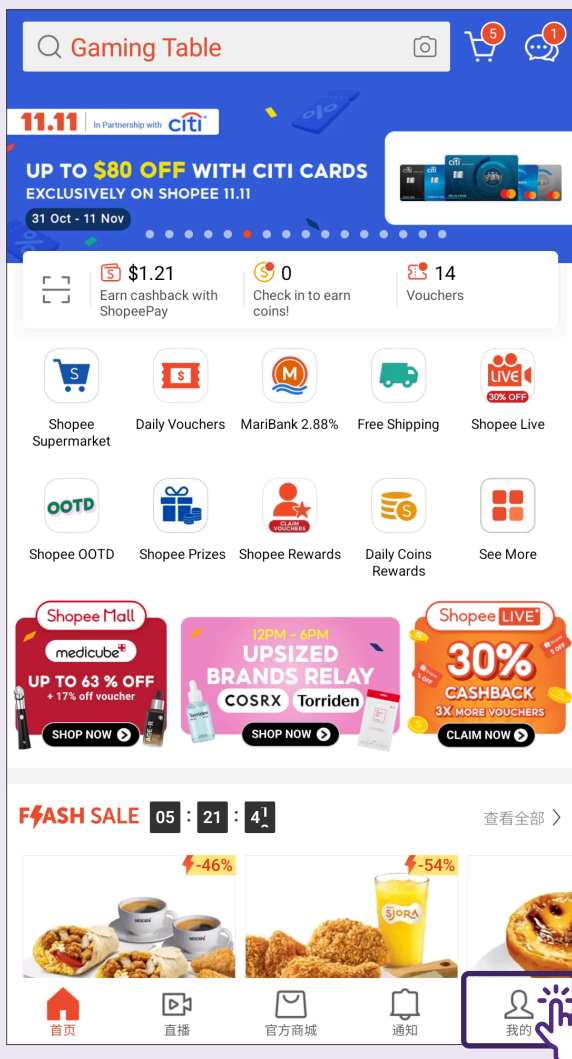 Gaming Table
5
1
11.11 In Partnership with citi
UP TO $80 OFF WITH CITI CARDS
EXCLUSIVELY ON SHOPEE 11.11
31 Oct - 11 Nov
$1.21
Earn cashback with
ShopeePay
0
Check in to earn
coins!
14
Vouchers
S
$
M
LIVE
30% OFF
Shopee
Supermarket
Daily Vouchers
MariBank 2.88%
Free Shipping
Shopee Live
OOTD
CLAIM
VOUCHERS
S
Shopee OOTD
Shopee Prizes
Shopee Rewards
Daily Coins
Rewards
See More
Shopee Mall
medicube
UP TO 63 % OFF
+ 17% off voucher
AGE-R
SHOP NOW
12PM – 6PM
UPSIZED
BRANDS RELAY
COSRX Torriden
Torriden
SHOP NOW
Shopee LIVE
30%
CASHBACK
3X MORE VOUCHERS
CLAIM NOW
FLASH SALE 05 : 21 :
查看全部
-46%
-54%
NESCAFE
SJORA
首页
直播
官方商城
通知
我的